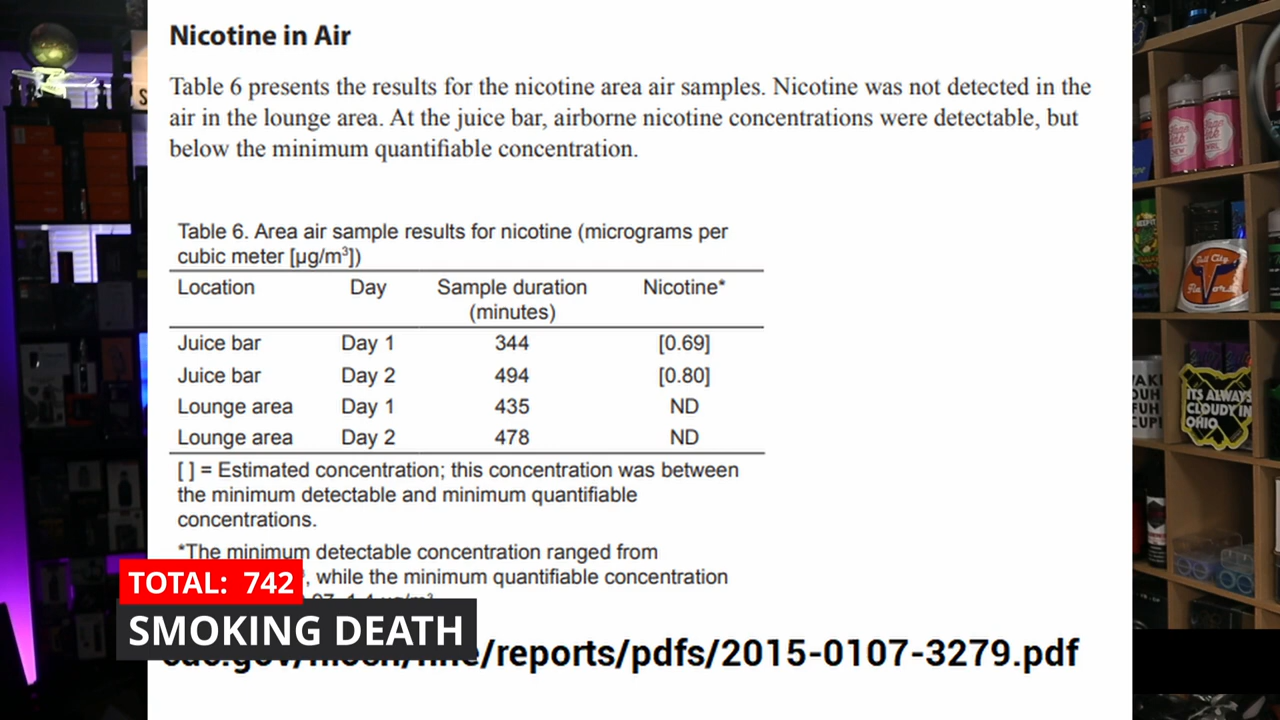 Nicotine in Air
Table 6 presents the results for the nicotine area air samples. Nicotine was not detected in the
air in the lounge area. At the juice bar, airborne nicotine concentrations were detectable, but
below the minimum quantifiable concentration.
Table 6. Area air sample results for nicotine (micrograms per
cubic meter [µg/m³])
Location Day Sample duration Nicotine*
(minutes)
Juice bar Day 1 344 [0.69]
Juice bar Day 2 494 [0.80]
Lounge area Day 1 435 ND
Lounge area Day 2 478 ND
[ ] = Estimated concentration; this concentration was between
the minimum detectable and minimum quantifiable
concentrations.
*The minimum detectable concentration ranged from
, while the minimum quantifiable concentration
TOTAL: 742
SMOKING DEATH
/reports/pdfs/2015-0107-3279.pdf
ITS ALWAYS
CLOUDY IN
OHIO